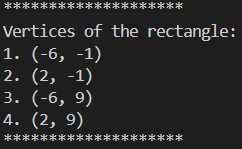 ********************
Vertices of the rectangle:
1. (-6, -1)
2. (2, -1)
3. (-6, 9)
4. (2, 9)
********************